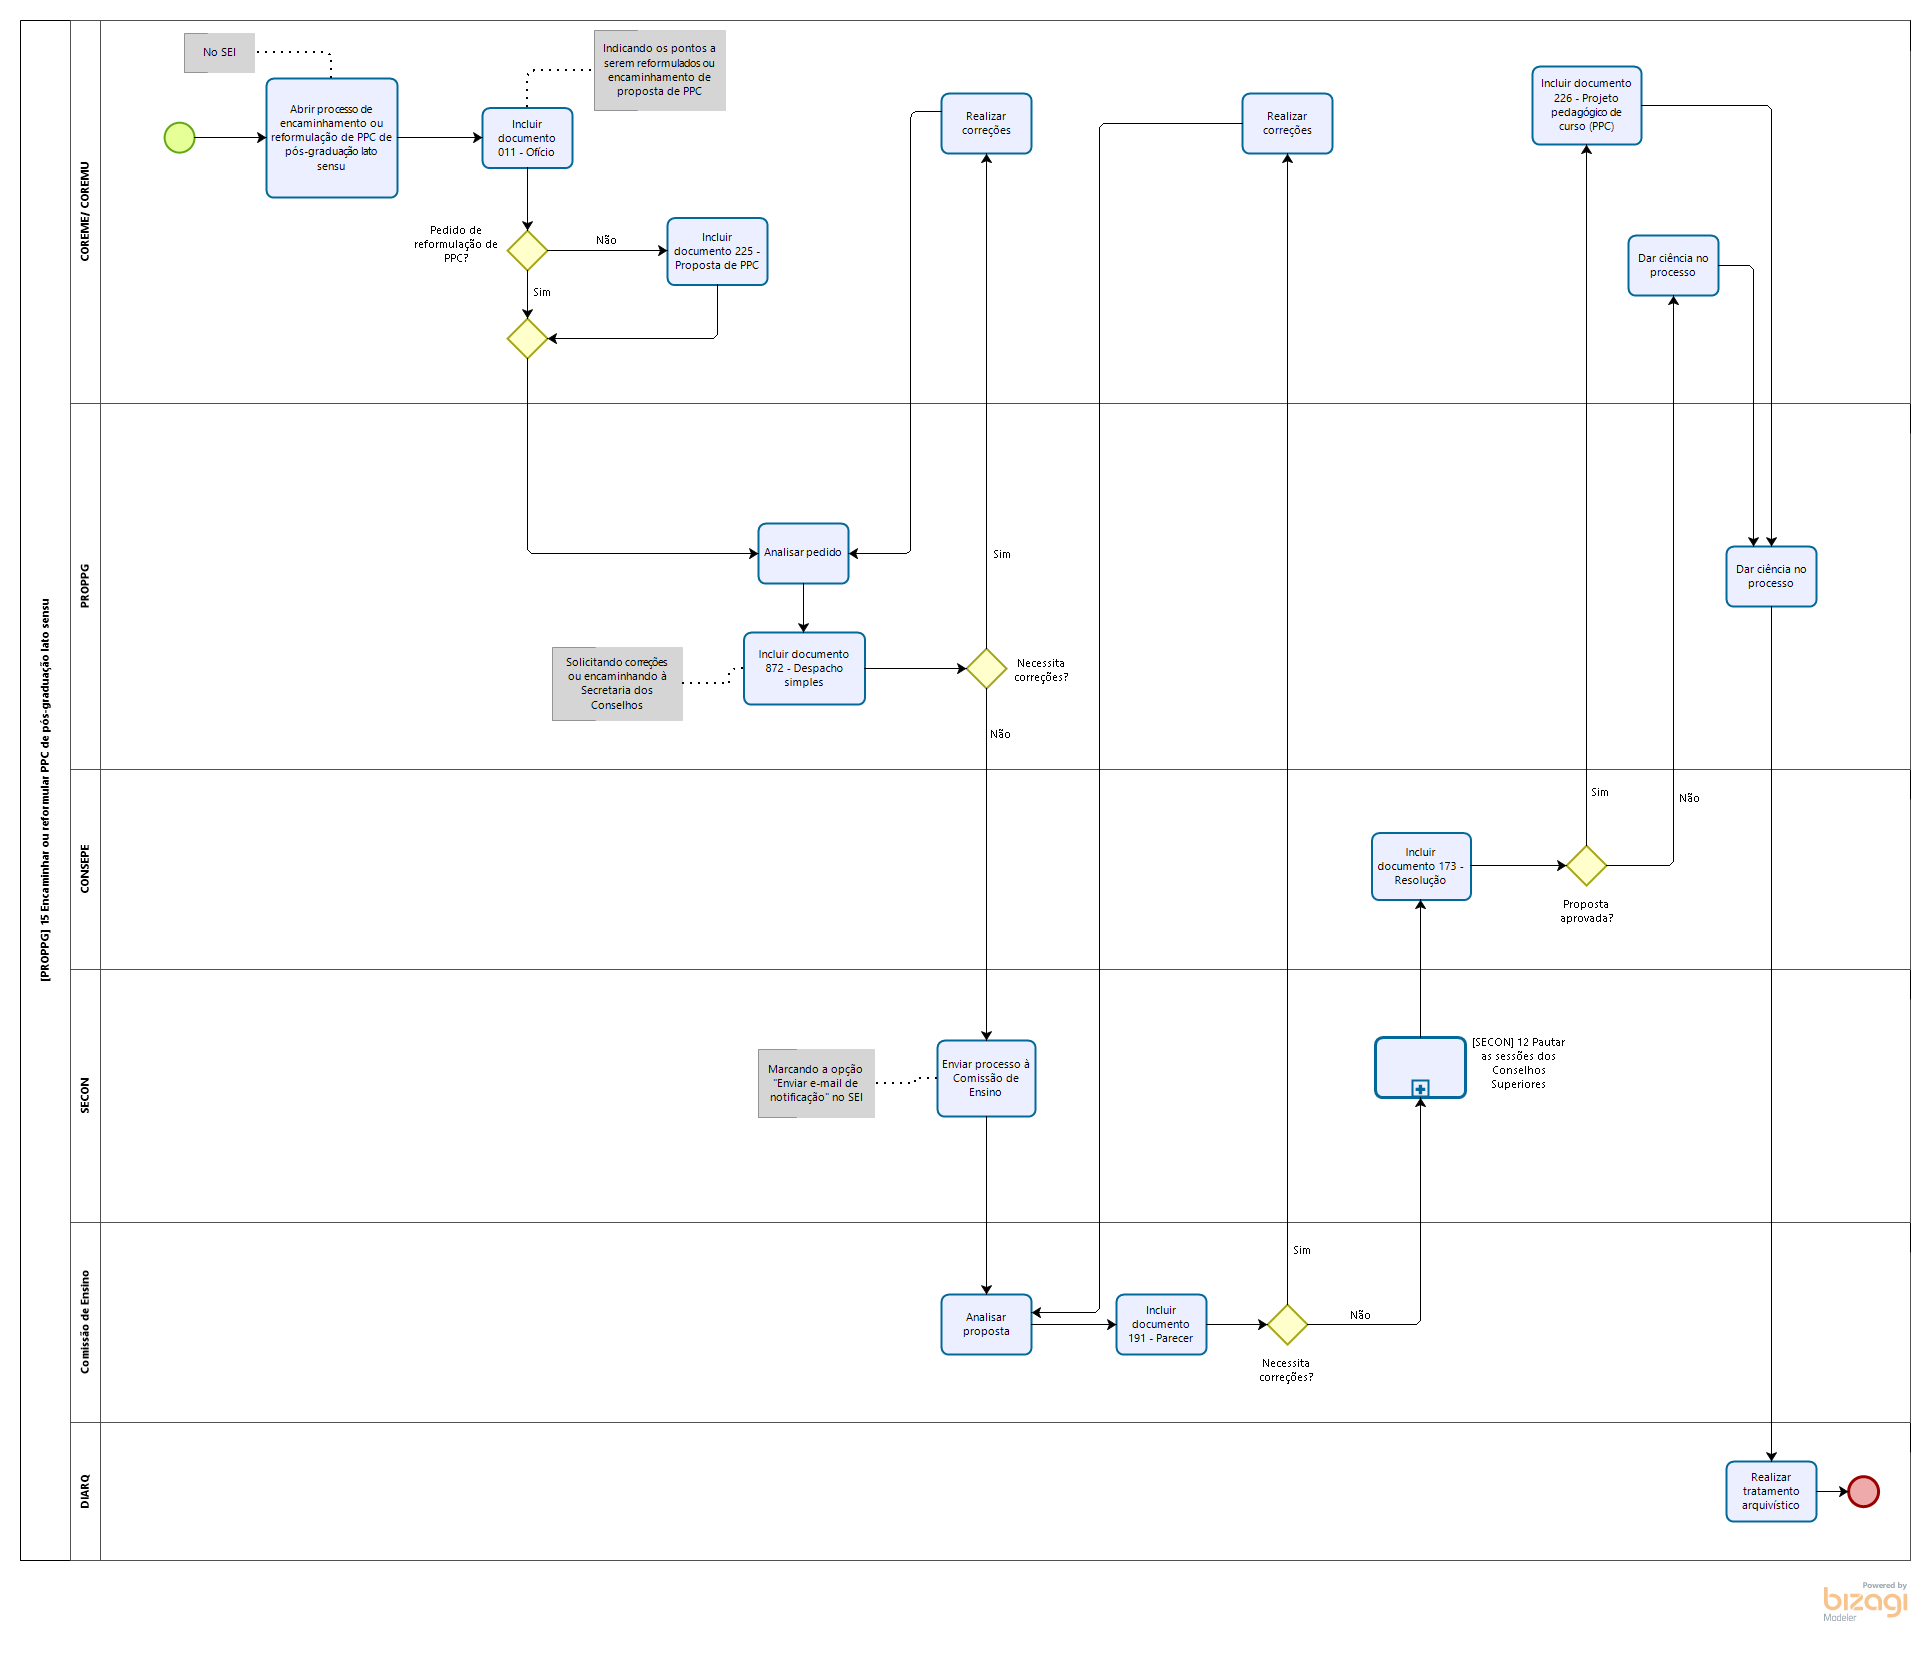 [PROPPG] 15 Encaminhar ou reformular PPC de pós-graduação lato sensu
COREME/ COREMU
No SEI
Abrir processo de
encaminhamento ou
reformulação de PPC de
pós-graduação lato
sensu
Indicando os pontos a
serem reformulados ou
encaminhamento de
proposta de PPC
Incluir
documento
011 - Ofício
Pedido de
reformulação de
PPC?
Não
Sim
Incluir
documento 225 -
Proposta de PPC
Realizar
correções
Realizar
correções
Incluir documento
226 - Projeto
pedagógico de
curso (PPC)
Dar ciência no
processo
PROPPG
Analisar pedido
Sim
Dar ciência no
processo
Solicitando correções
ou encaminhando à
Secretaria dos
Conselhos
Incluir documento
872 - Despacho
simples
Necessita
correções?
Não
CONSEPE
Sim
Não
Incluir
documento 173 -
Resolução
Proposta
aprovada?
SECON
Marcando a opção
"Enviar e-mail de
notificação" no SEI
Enviar processo à
Comissão de
Ensino
[SECON] 12 Pautar
as sessões dos
Conselhos
Superiores
Comissão de Ensino
Sim
Analisar
proposta
Incluir
documento
191 - Parecer
Não
Necessita
correções?
DIARQ
Realizar
tratamento
arquivístico
Powered by
bizagi
Modeler